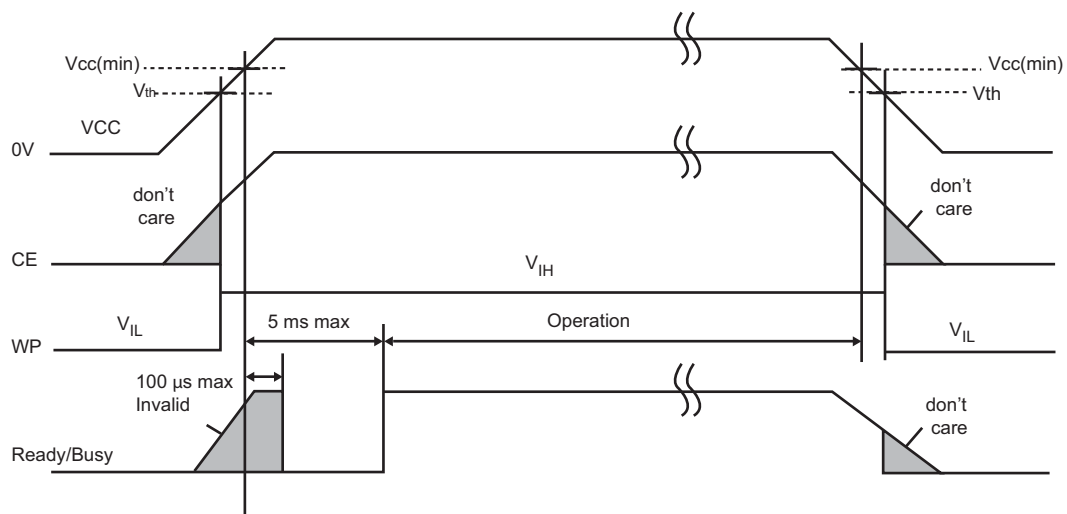 Vcc(min)
Vth
VCC
0V
Vcc(min)
Vth
don't
care
don't
care
CE
VIH
VIL
WP
5 ms max
Operation
VIL
100 µs max
Invalid
don't
care
Ready/Busy